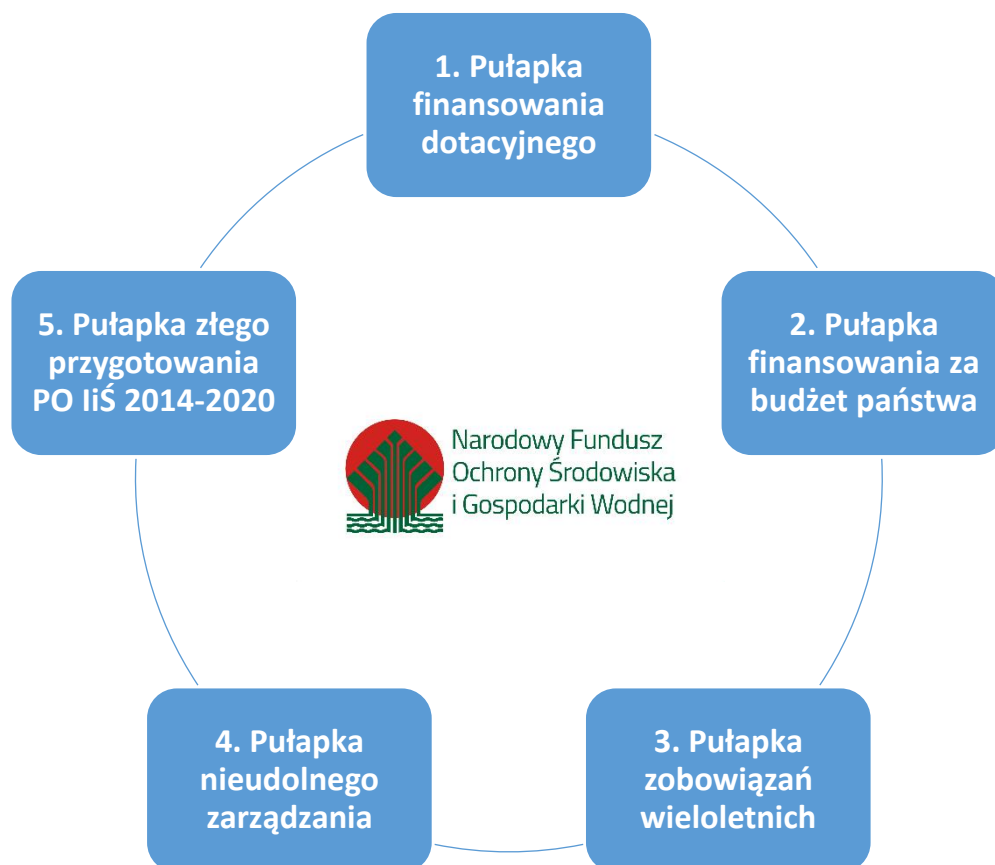 1. Pułapka
finansowania
dotacyjnego
2. Pułapka
finansowania za
budżet państwa
3. Pułapka
zobowiązań
wieloletnich
4. Pułapka
nieudolnego
zarządzania
5. Pułapka złego
przygotowania
PO IiŚ 2014-2020
Narodowy Fundusz
Ochrony Środowiska
i Gospodarki Wodnej